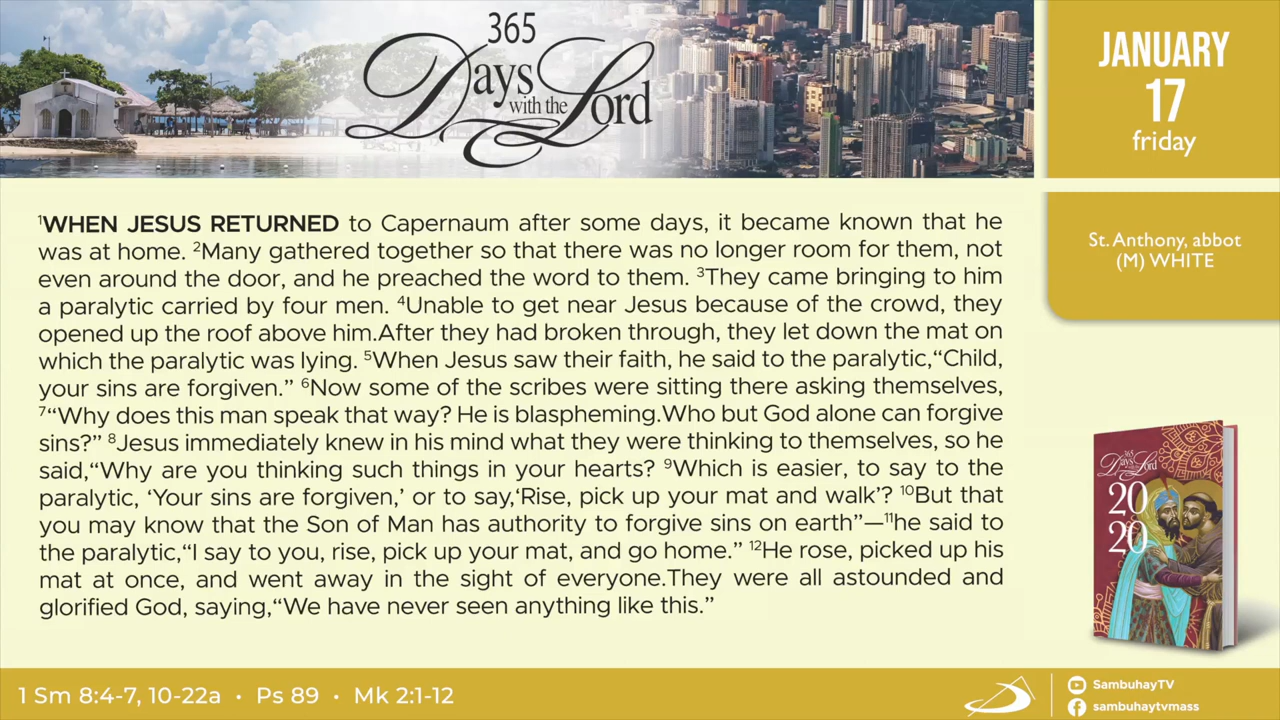 365
Days with the Lord
JANUARY
17
friday
St. Anthony, abbot
(M) WHITE
¹WHEN JESUS RETURNED to Capernaum after some days, it became known that he
was at home. ²Many gathered together so that there was no longer room for them, not
even around the door, and he preached the word to them. ³They came bringing to him
a paralytic carried by four men. ⁴Unable to get near Jesus because of the crowd, they
opened up the roof above him.After they had broken through, they let down the mat on
which the paralytic was lying. ⁵When Jesus saw their faith, he said to the paralytic,“Child,
your sins are forgiven.” ⁶Now some of the scribes were sitting there asking themselves,
⁷“Why does this man speak that way? He is blaspheming.Who but God alone can forgive
sins?” ⁸Jesus immediately knew in his mind what they were thinking to themselves, so he
said,“Why are you thinking such things in your hearts? ⁹Which is easier, to say to the
paralytic, ‘Your sins are forgiven,’ or to say,‘Rise, pick up your mat and walk’? ¹⁰But that
you may know that the Son of Man has authority to forgive sins on earth”—¹¹he said to
the paralytic,“I say to you, rise, pick up your mat, and go home.” ¹²He rose, picked up his
mat at once, and went away in the sight of everyone.They were all astounded and
glorified God, saying,“We have never seen anything like this.”
365
Days with the Lord
20
20
1 Sm 8:4-7, 10-22a • Ps 89 • Mk 2:1-12
SambuhayTV
sambuhaytvmass